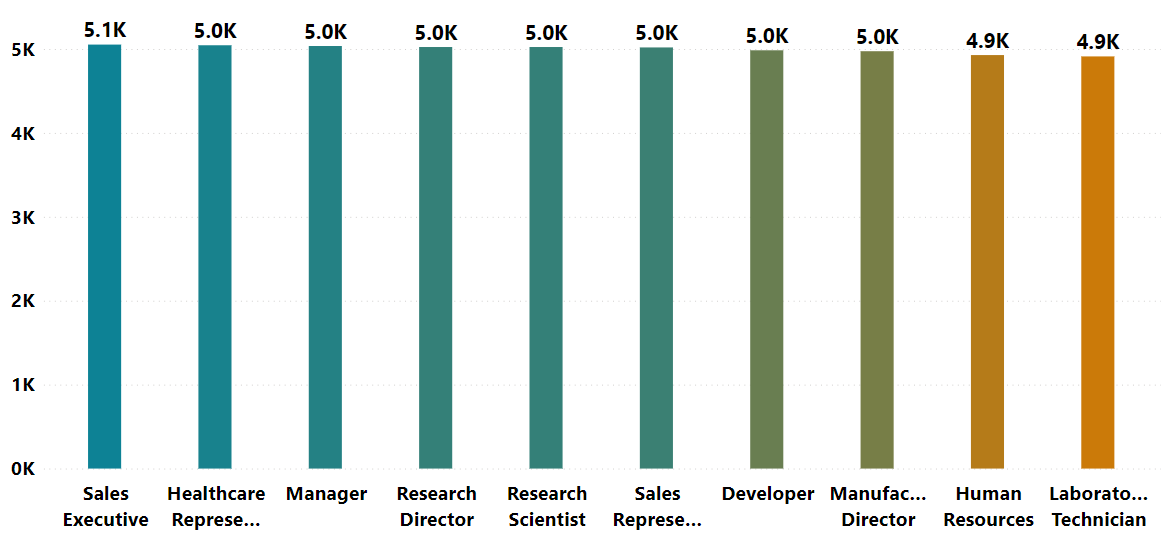 5.1K
5.0K
5.0K
5.0K
5.0K
5.0K
5.0K
5.0K
4.9K
4.9K
5K
4K
3K
2K
1K
0K
Sales
Executive
Healthcare
Represe...
Manager
Research
Director
Research
Scientist
Sales
Represe...
Developer
Manufac...
Director
Human
Resources
Laborato...
Technician